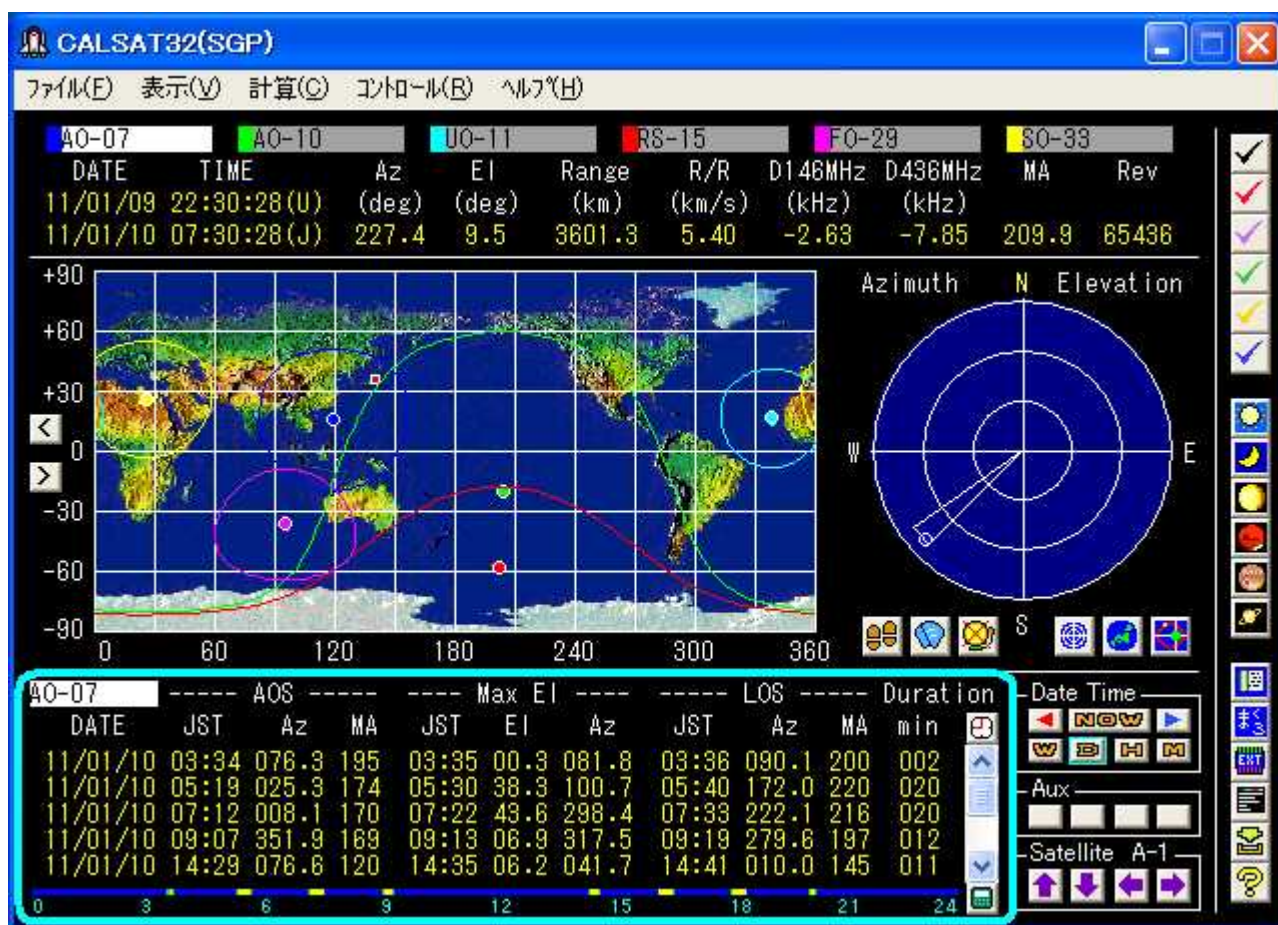 CALSAT32(SGP)
ファイル(F) 表示(V) 計算(C) コントロール(R) ヘルプ(H)
AO-07 AO-10 UO-11 RS-15 FO-29 SO-33
DATE TIME Az El Range R/R D146MHz D436MHz MA Rev
11/01/09 22:30:28(U) (deg) (deg) (km) (km/s) (kHz) (kHz)
11/01/10 07:30:28(J) 227.4 9.5 3601.3 5.40 -2.63 -7.85 209.9 65436
+90
+60
+30
0
-30
-60
-90
<
>
0 60 120 180 240 300 360
Azimuth N Elevation
W E
S
AO-07 ----- AOS ----- ---- Max El ---- ----- LOS ----- Duration
DATE JST Az MA JST El Az JST Az MA min
11/01/10 03:34 076.3 195 03:35 00.3 081.8 03:36 090.1 200 002
11/01/10 05:19 025.3 174 05:30 38.3 100.7 05:40 172.0 220 020
11/01/10 07:12 008.1 170 07:22 43.6 298.4 07:33 222.1 216 020
11/01/10 09:07 351.9 169 09:13 06.9 317.5 09:19 279.6 197 012
11/01/10 14:29 076.6 120 14:35 06.2 041.7 14:41 010.0 145 011
0 3 6 9 12 15 18 21 24
Date Time
NOW
W D H M
Aux
Satellite A-1
まくろ
EXT
?